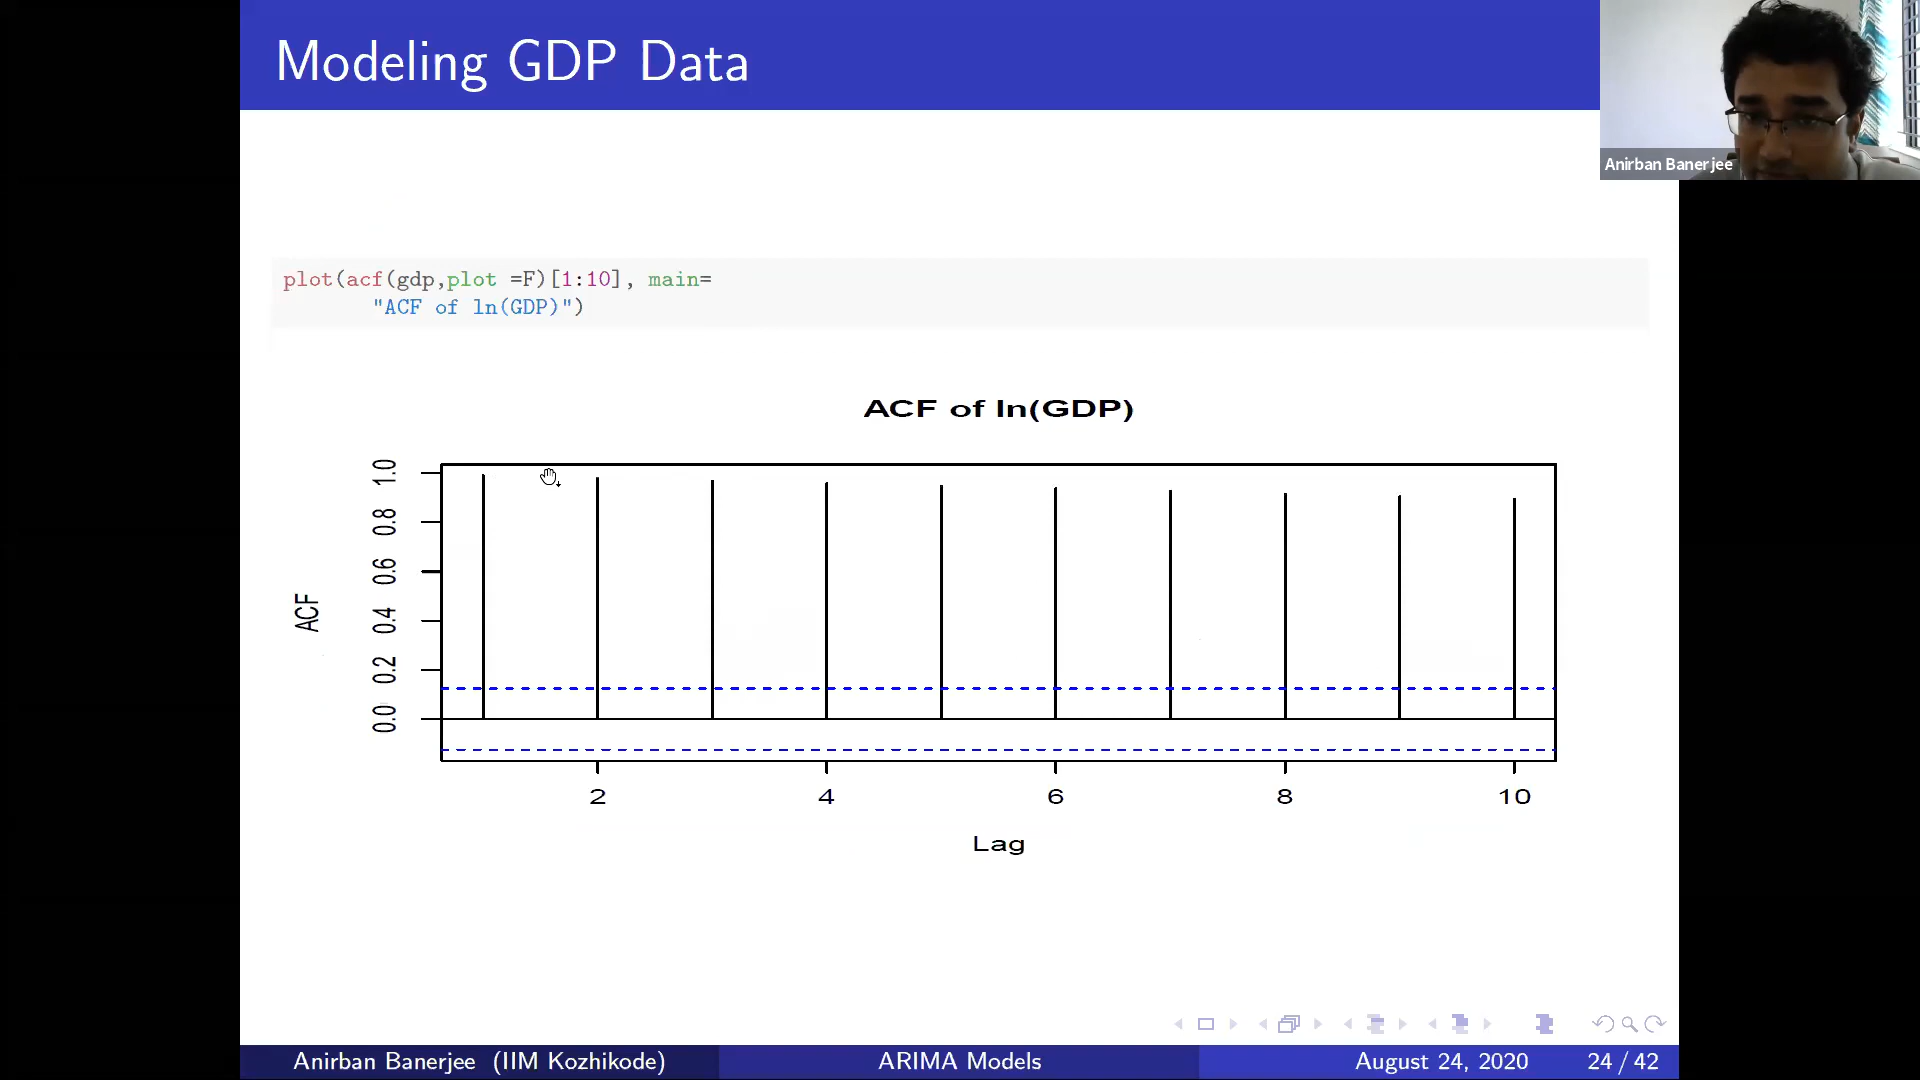 Modeling GDP Data
Anirban Banerjee
plot(acf(gdp,plot =F)[1:10], main=
"ACF of ln(GDP)")
ACF of ln(GDP)
ACF
1.0
0.8
0.6
0.4
0.2
0.0
2 4 6 8 10
Lag
Anirban Banerjee (IIM Kozhikode) ARIMA Models August 24, 2020 24 / 42